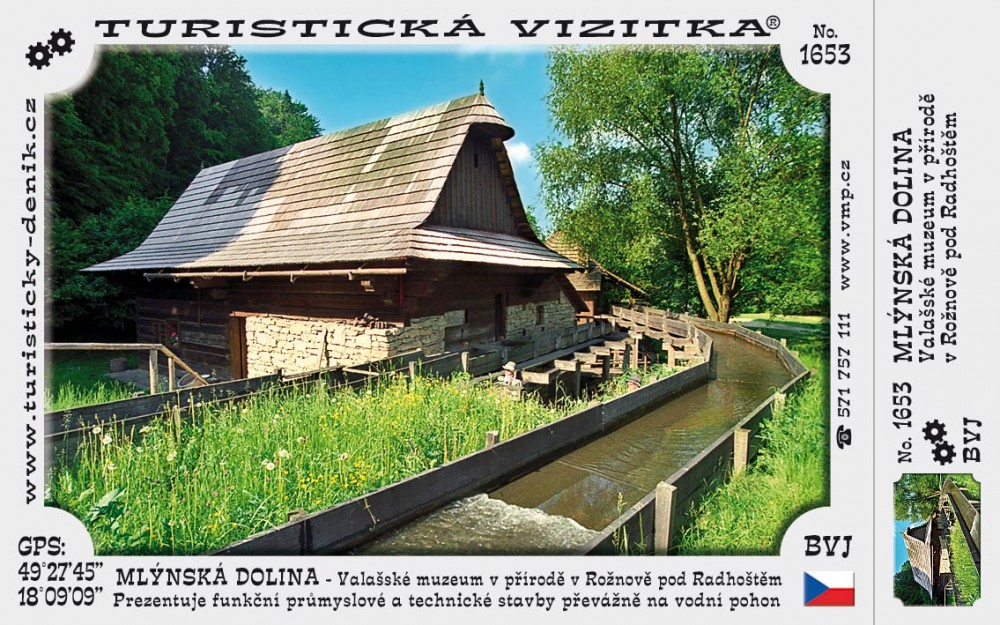 TURISTICKÁ VIZITKA®
No.
1653
www.turisticky-denik.cz
☎ 571 757 111 www.vmp.cz
GPS:
49°27'45"
18°09'09"
MLÝNSKÁ DOLINA - Valašské muzeum v přírodě v Rožnově pod Radhoštěm
Prezentuje funkční průmyslové a technické stavby převážně na vodní pohon
BVJ
No. 1653 MLÝNSKÁ DOLINA
Valašské muzeum v přírodě
v Rožnově pod Radhoštěm
BVJ